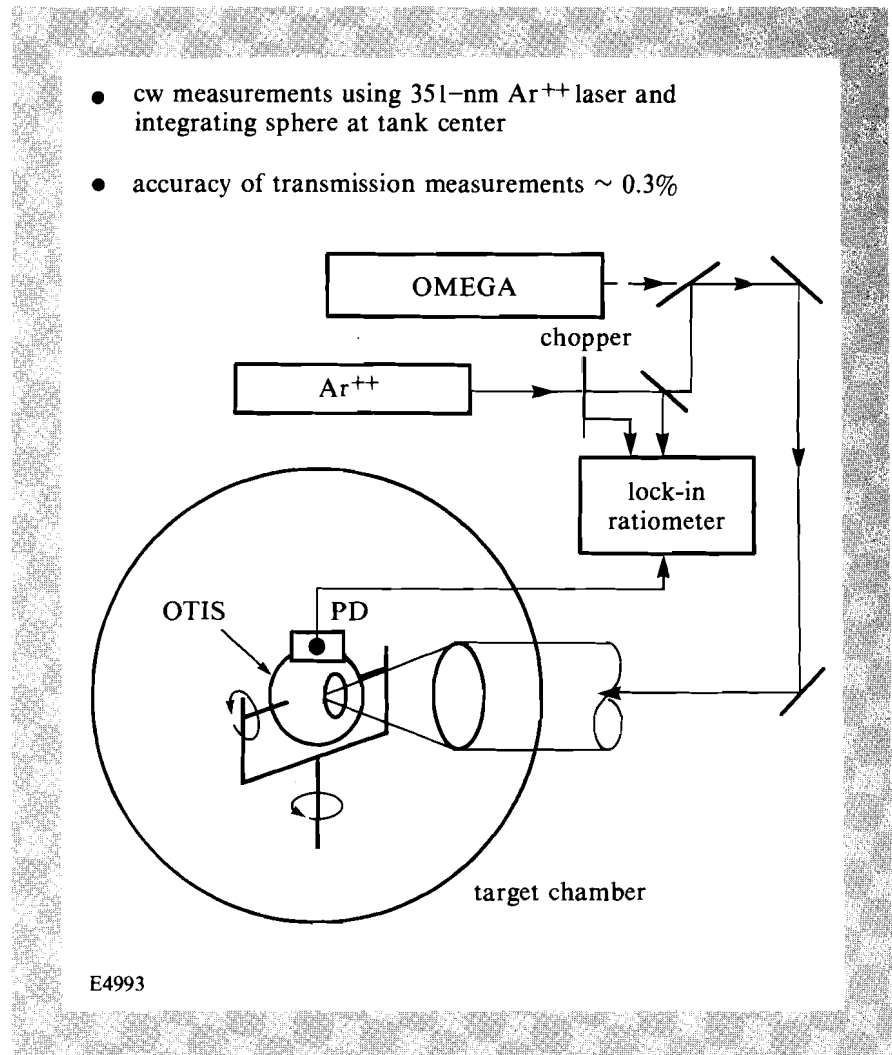 ● cw measurements using 351-nm Ar++ laser and
integrating sphere at tank center
● accuracy of transmission measurements ~ 0.3%
OMEGA
chopper
Ar++
lock-in
ratiometer
OTIS
PD
target chamber
E4993